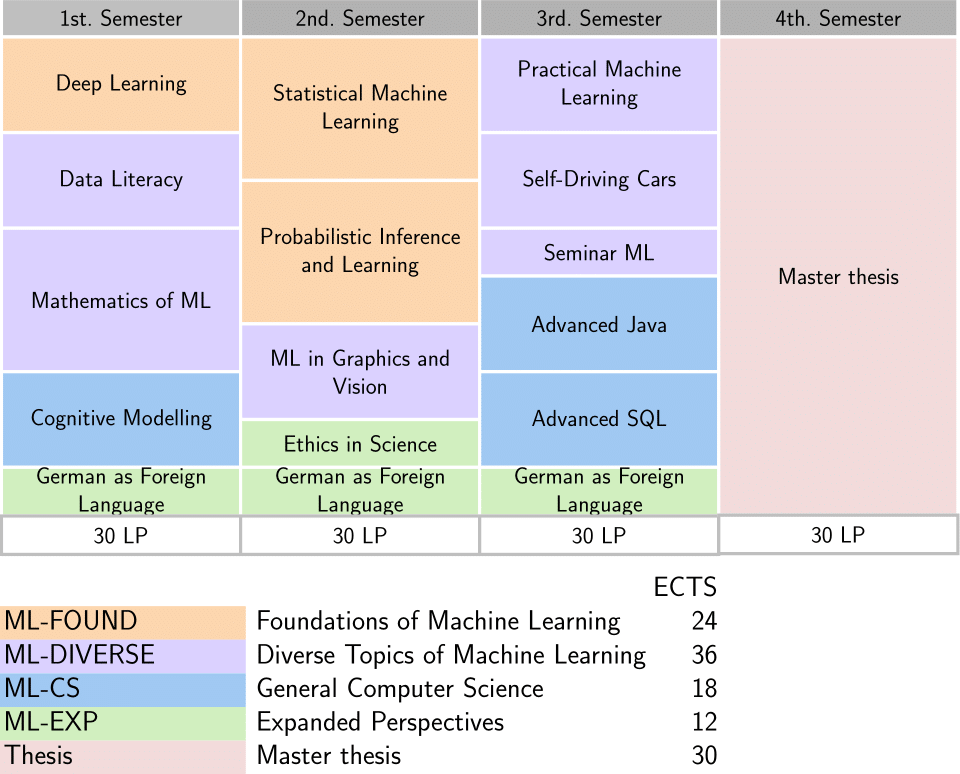 1st. Semester 2nd. Semester 3rd. Semester 4th. Semester
Deep Learning
Data Literacy
Mathematics of ML
Cognitive Modelling
German as Foreign
Language
30 LP
Statistical Machine
Learning
Probabilistic Inference
and Learning
ML in Graphics and
Vision
Ethics in Science
German as Foreign
Language
30 LP
Practical Machine
Learning
Self-Driving Cars
Seminar ML
Advanced Java
Advanced SQL
German as Foreign
Language
30 LP
Master thesis
30 LP
ECTS
ML-FOUND Foundations of Machine Learning 24
ML-DIVERSE Diverse Topics of Machine Learning 36
ML-CS General Computer Science 18
ML-EXP Expanded Perspectives 12
Thesis Master thesis 30